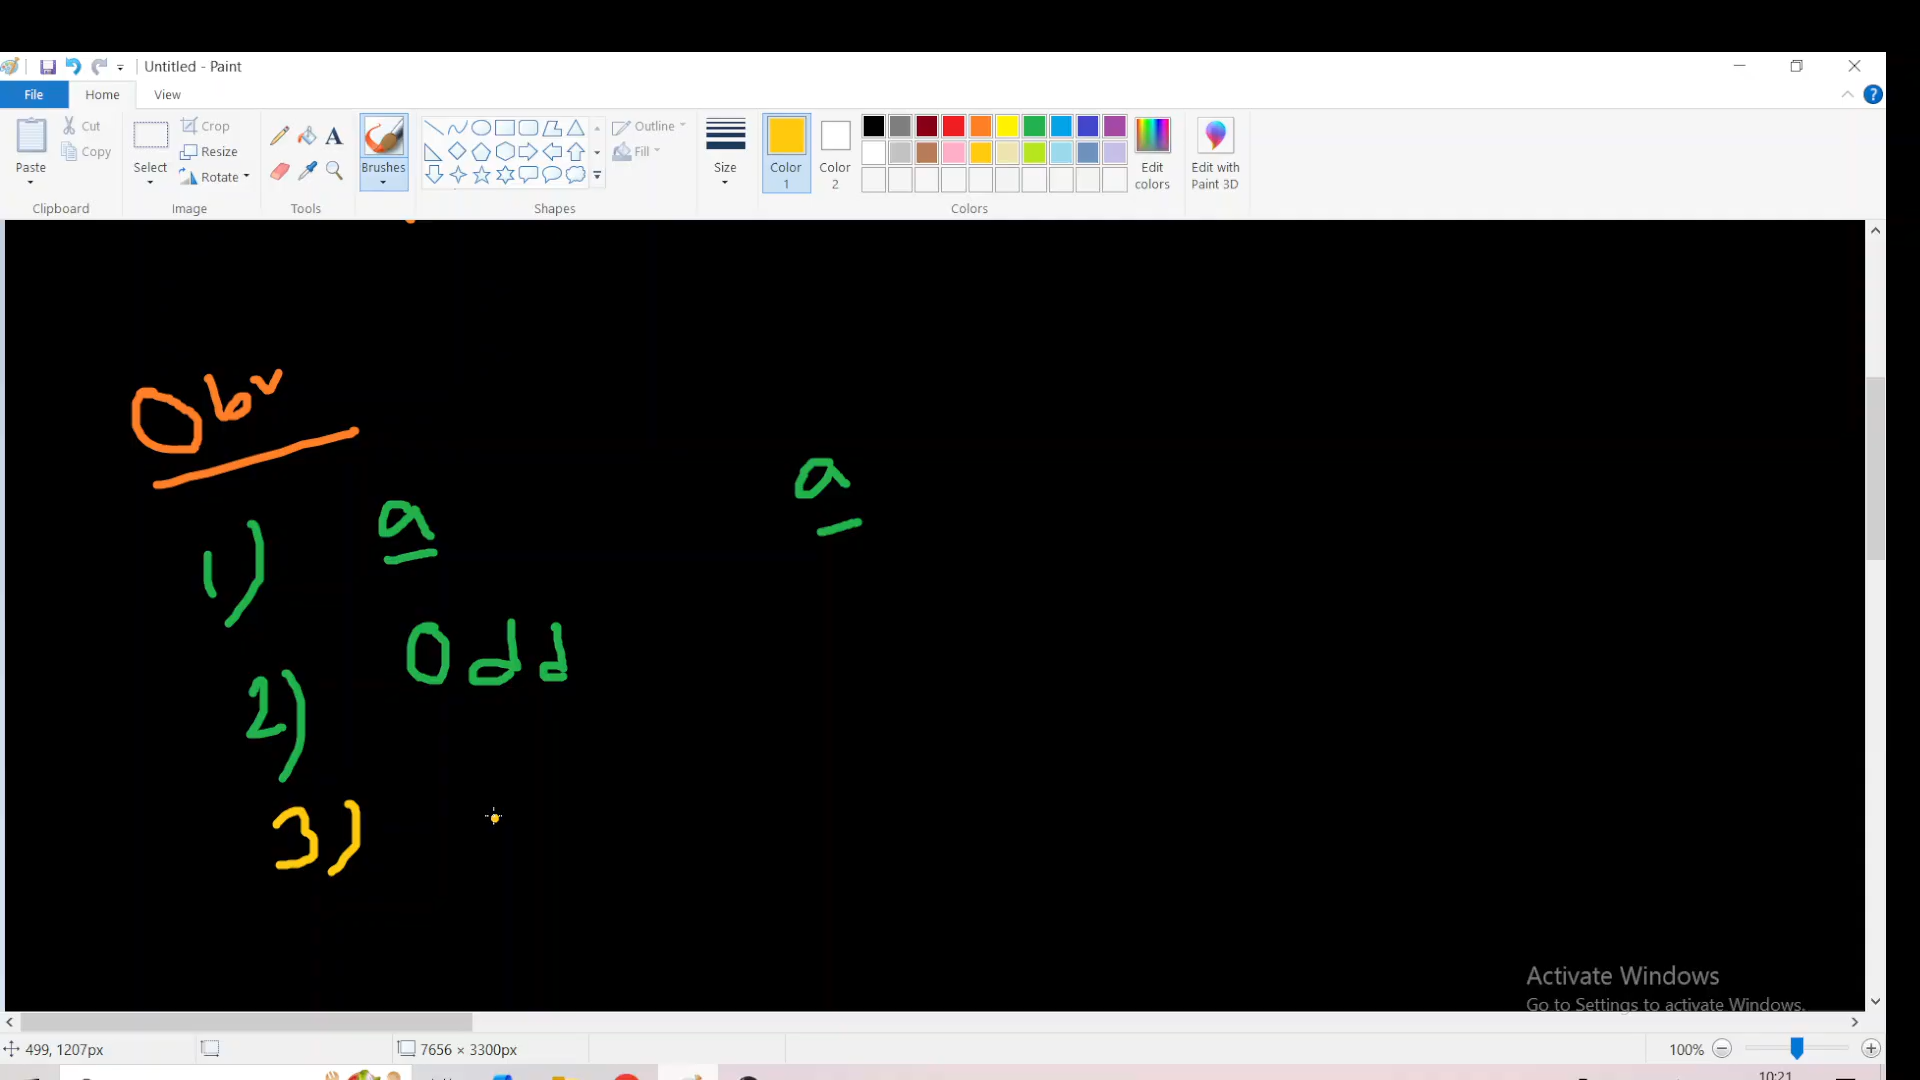 Untitled - Paint
File Home View
Paste Cut Copy Clipboard
Select Crop Resize Rotate Image
Tools
Brushes
Shapes Outline Fill
Size
Color 1 Color 2
Edit colors
Edit with Paint 3D
Colors
Obv
a
1) a
Odd
2)
3)
Activate Windows
Go to Settings to activate Windows.
499, 1207px 7656 × 3300px 100%
10:21